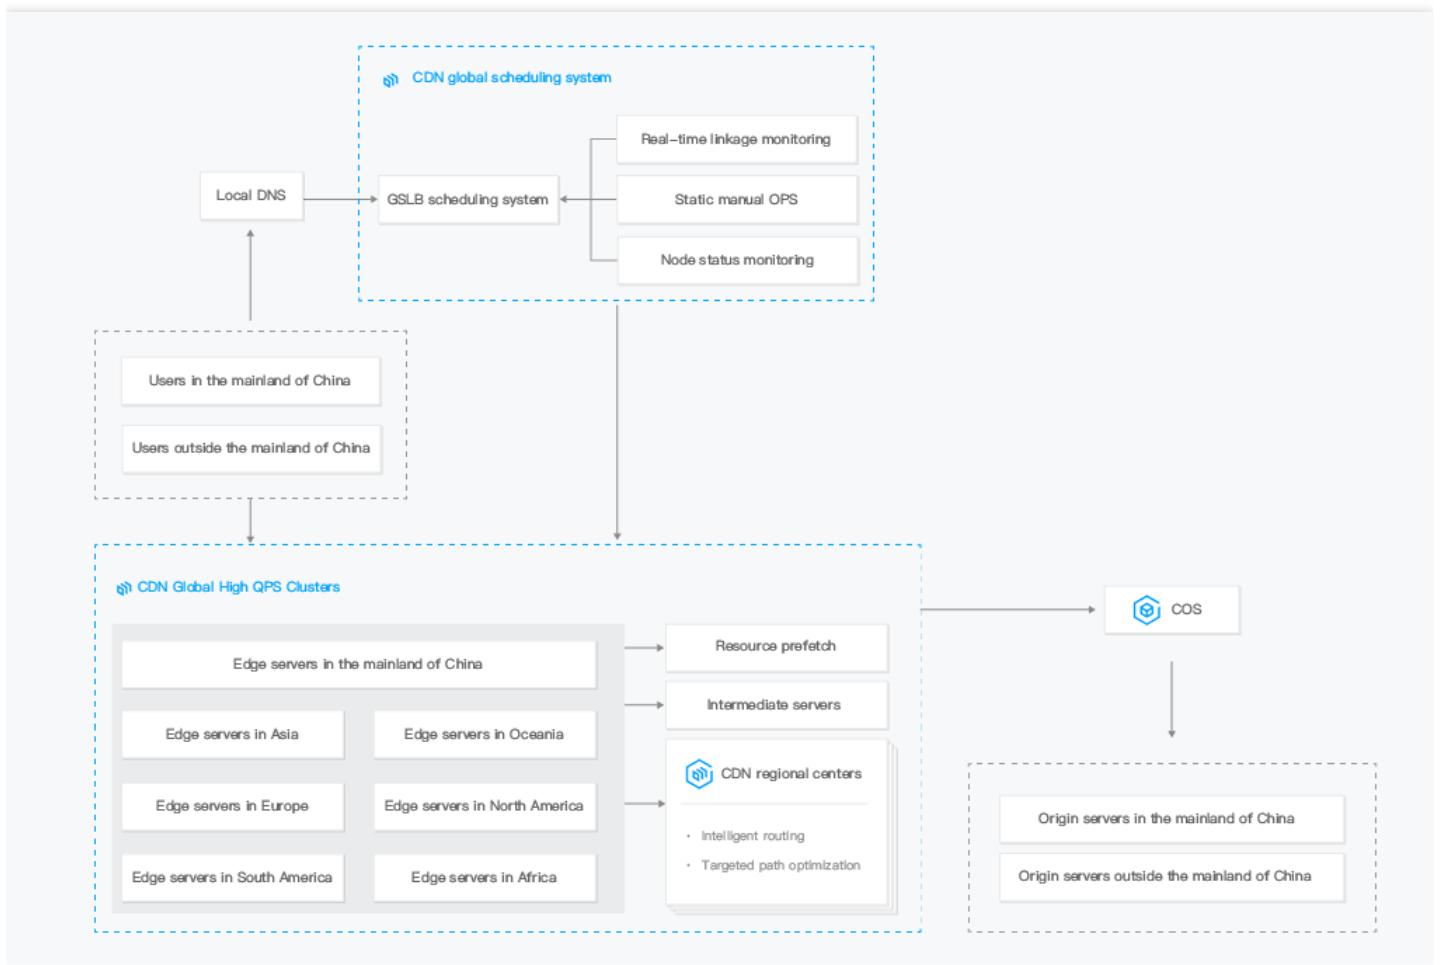 CDN global scheduling system
Real-time linkage monitoring
Local DNS
GSLB scheduling system
Static manual OPS
Node status monitoring
Users in the mainland of China
Users outside the mainland of China
CDN Global High QPS Clusters
COS
Edge servers in the mainland of China
Resource prefetch
Intermediate servers
Edge servers in Asia
Edge servers in Oceania
CDN regional centers
Edge servers in Europe
Edge servers in North America
• Intelligent routing
• Targeted path optimization
Edge servers in South America
Edge servers in Africa
Origin servers in the mainland of China
Origin servers outside the mainland of China